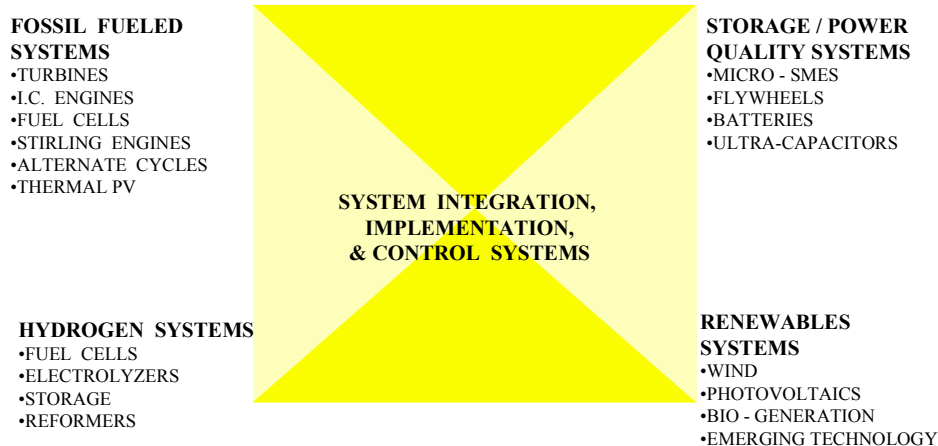 FOSSIL FUELED
SYSTEMS
•TURBINES
•I.C. ENGINES
•FUEL CELLS
•STIRLING ENGINES
•ALTERNATE CYCLES
•THERMAL PV
STORAGE / POWER
QUALITY SYSTEMS
•MICRO - SMES
•FLYWHEELS
•BATTERIES
•ULTRA-CAPACITORS
SYSTEM INTEGRATION,
IMPLEMENTATION,
& CONTROL SYSTEMS
HYDROGEN SYSTEMS
•FUEL CELLS
•ELECTROLYZERS
•STORAGE
•REFORMERS
RENEWABLES
SYSTEMS
•WIND
•PHOTOVOLTAICS
•BIO - GENERATION
•EMERGING TECHNOLOGY